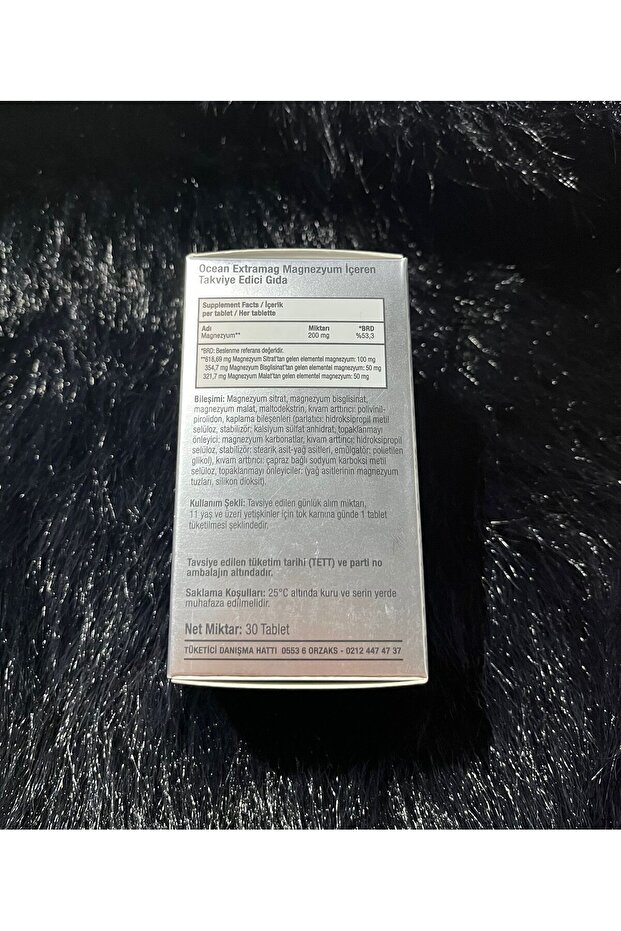 Ocean Extramag Magnezyum İçeren
Takviye Edici Gıda
Supplement Facts / İçerik
per tablet / Her tablette
Adı Miktarı *BRD
Magnezyum** 200 mg %53,3
*BRD: Beslenme referans değeridir.
**618,69 mg Magnezyum Sitrat'tan gelen elementel magnezyum: 100 mg
354,7 mg Magnezyum Bisglisinat'tan gelen elementel magnezyum: 50 mg
321,7 mg Magnezyum Malat'tan gelen elementel magnezyum: 50 mg
Bileşimi: Magnezyum sitrat, magnezyum bisglisinat,
magnezyum malat, maltodekstrin, kıvam arttırıcı: polivinil-
pirolidon, kaplama bileşenleri (parlatıcı: hidroksipropil metil
selüloz, stabilizör: kalsiyum sülfat anhidrat; topaklanmayı
önleyici: magnezyum karbonatlar, kıvam arttırıcı: hidroksipropil
selüloz, stabilizör: stearik asit-yağ asitleri, emülgatör: polietilen
glikol), kıvam artırıcı: çapraz bağlı sodyum karboksi metil
selüloz, topaklanmayı önleyiciler: (yağ asitlerinin magnezyum
tuzları, silikon dioksit).
Kullanım Şekli: Tavsiye edilen günlük alım miktarı,
11 yaş ve üzeri yetişkinler için tok karnına günde 1 tablet
tüketilmesi şeklindedir.
Tavsiye edilen tüketim tarihi (TETT) ve parti no
ambalajın altındadır.
Saklama Koşulları: 25°C altında kuru ve serin yerde
muhafaza edilmelidir.
Net Miktar: 30 Tablet
TÜKETİCİ DANIŞMA HATTI 0553 6 ORZAKS - 0212 447 47 37